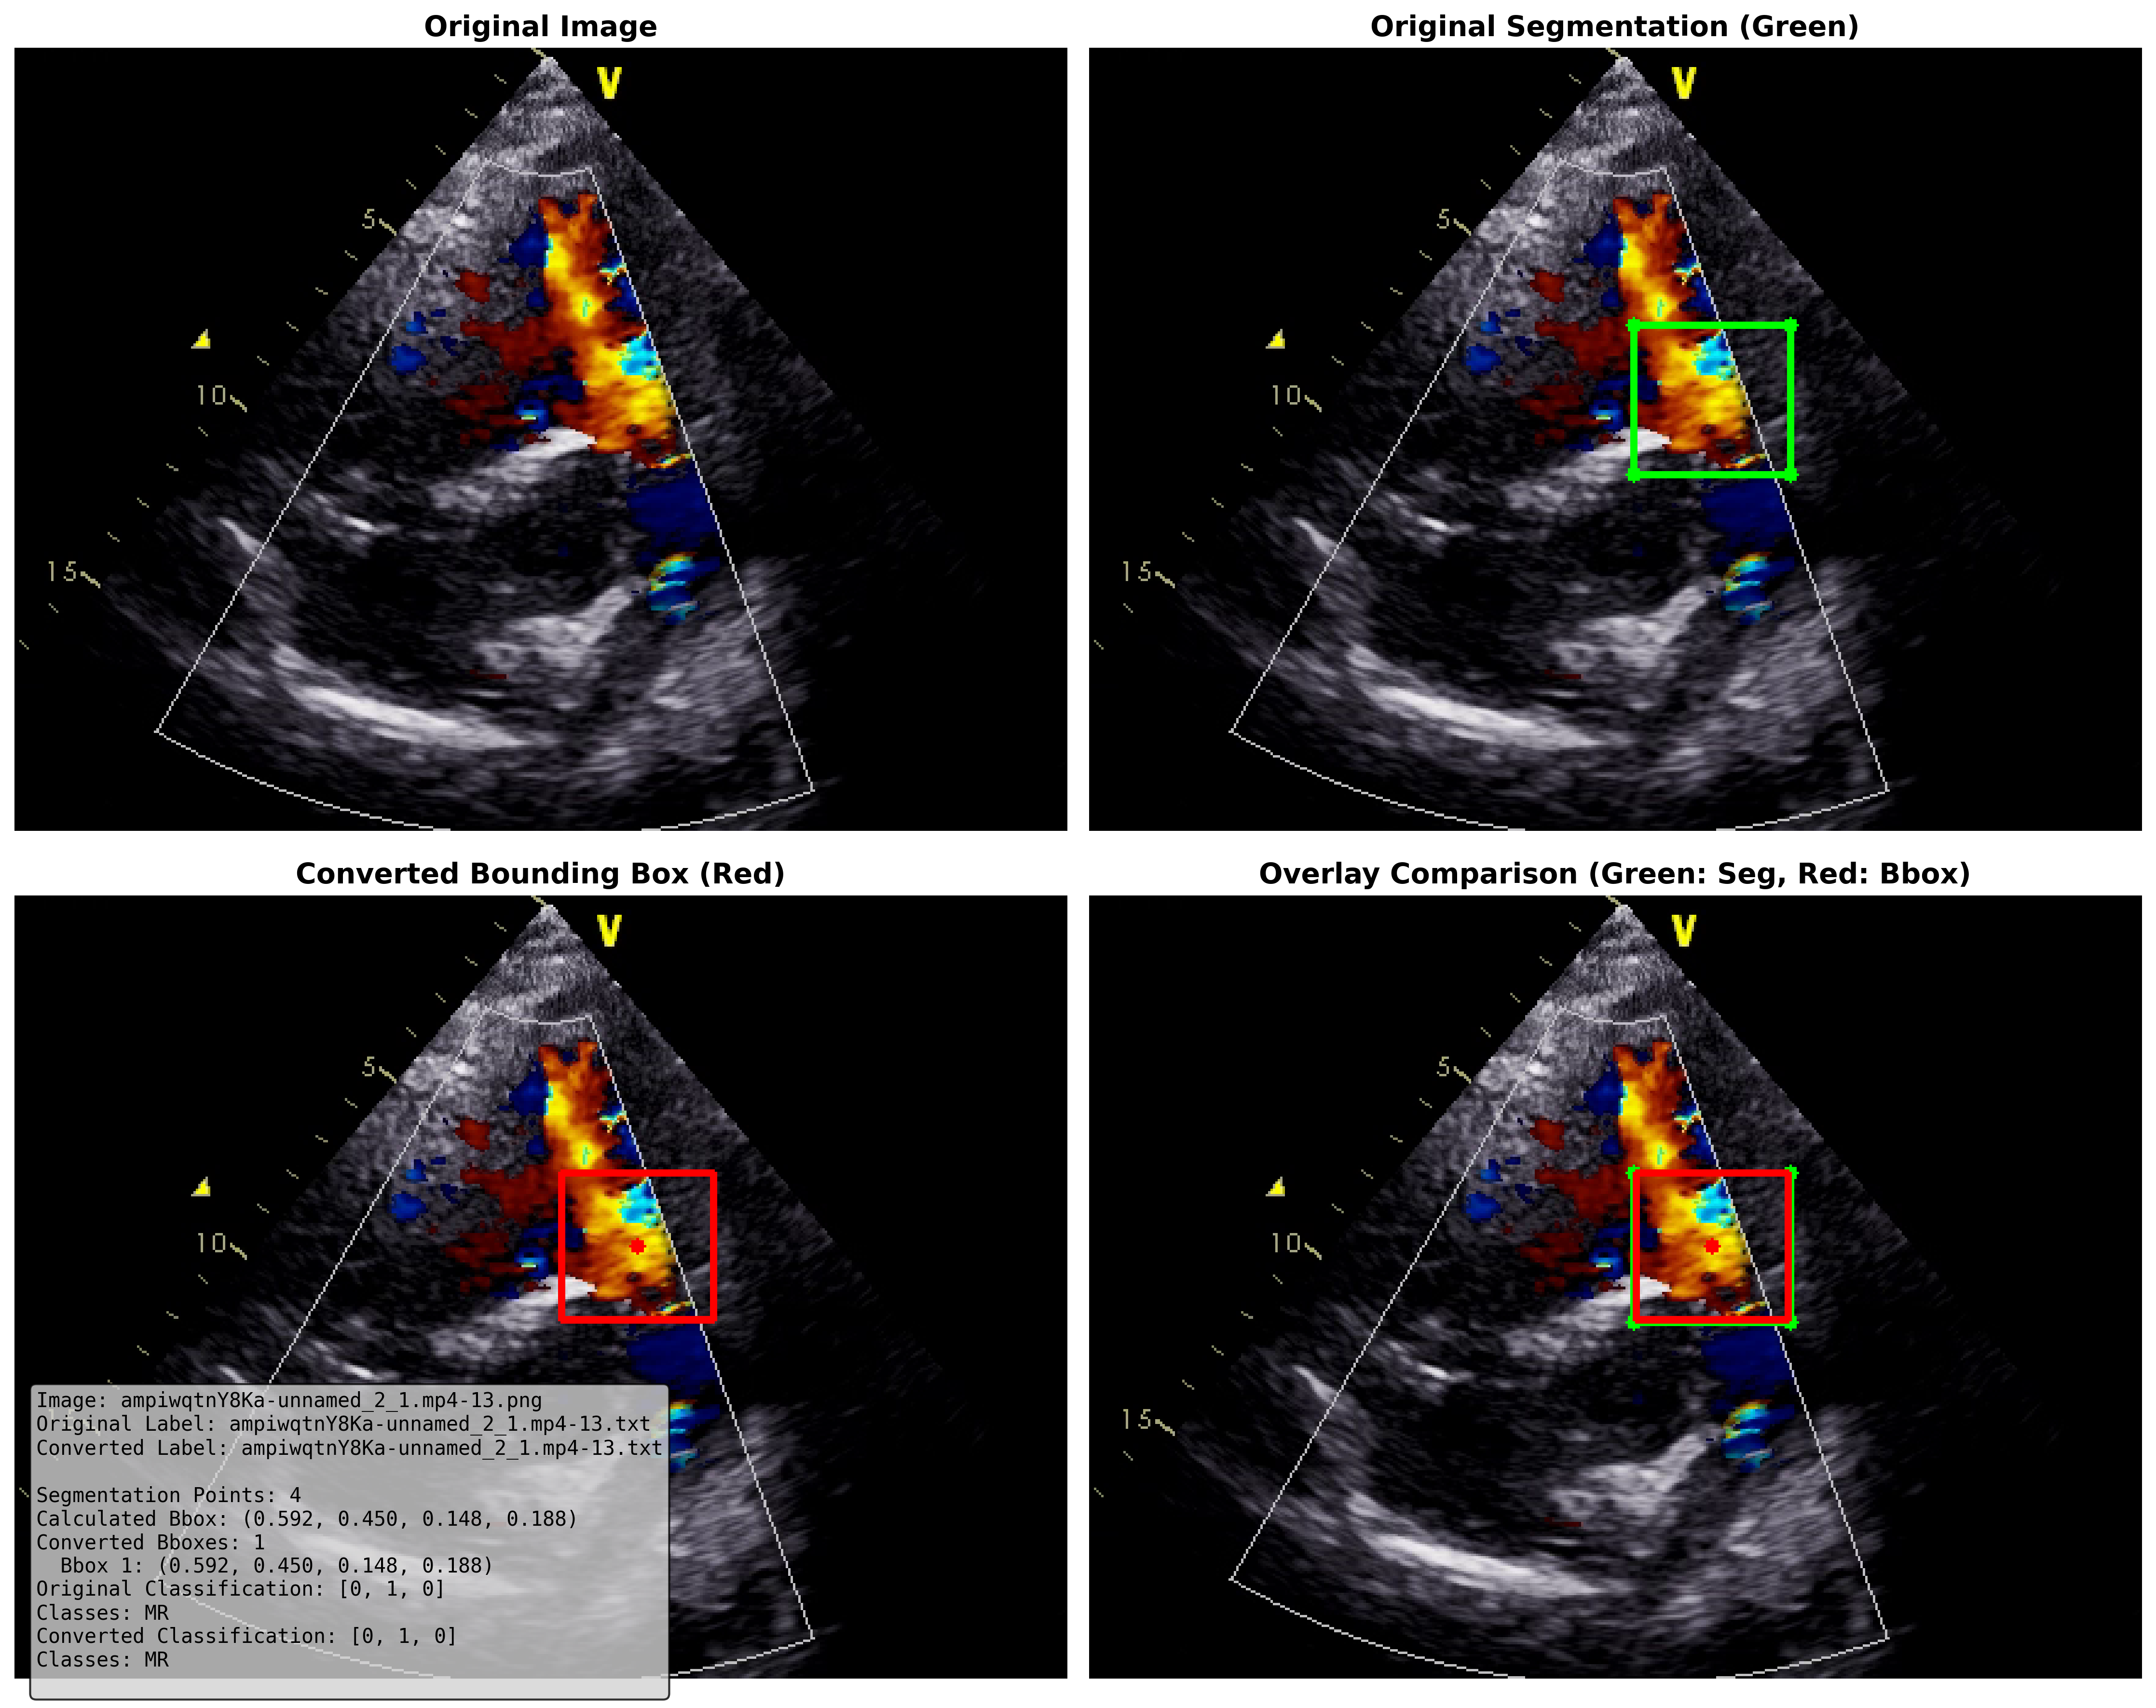 Original Image
Original Segmentation (Green)
V
5
10
15
V
5
10
15
Converted Bounding Box (Red)
Overlay Comparison (Green: Seg, Red: Bbox)
V
5
10
V
5
10
15
Image: ampiwqtnY8Ka-unnamed_2_1.mp4-13.png
Original Label: ampiwqtnY8Ka-unnamed_2_1.mp4-13.txt
Converted Label: ampiwqtnY8Ka-unnamed_2_1.mp4-13.txt
Segmentation Points: 4
Calculated Bbox: (0.592, 0.450, 0.148, 0.188)
Converted Bboxes: 1
Bbox 1: (0.592, 0.450, 0.148, 0.188)
Original Classification: [0, 1, 0]
Classes: MR
Converted Classification: [0, 1, 0]
Classes: MR